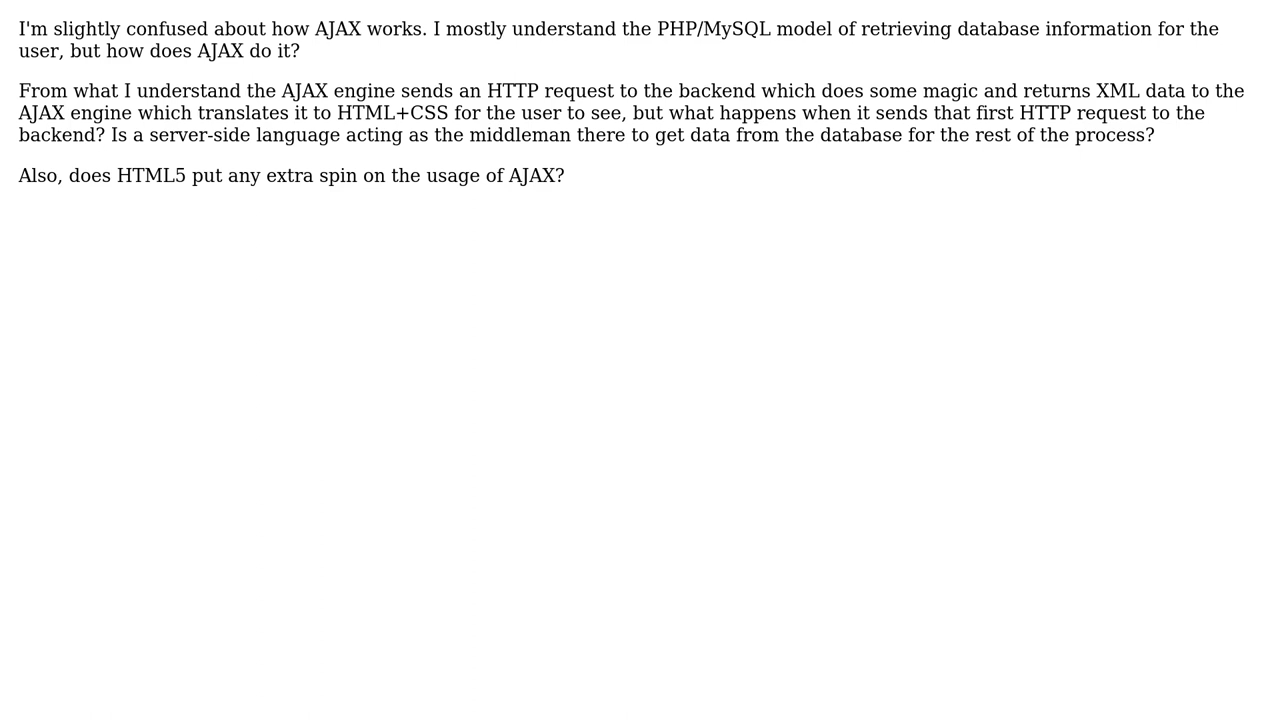 I'm slightly confused about how AJAX works. I mostly understand the PHP/MySQL model of retrieving database information for the
user, but how does AJAX do it?
From what I understand the AJAX engine sends an HTTP request to the backend which does some magic and returns XML data to the
AJAX engine which translates it to HTML+CSS for the user to see, but what happens when it sends that first HTTP request to the
backend? Is a server-side language acting as the middleman there to get data from the database for the rest of the process?
Also, does HTML5 put any extra spin on the usage of AJAX?